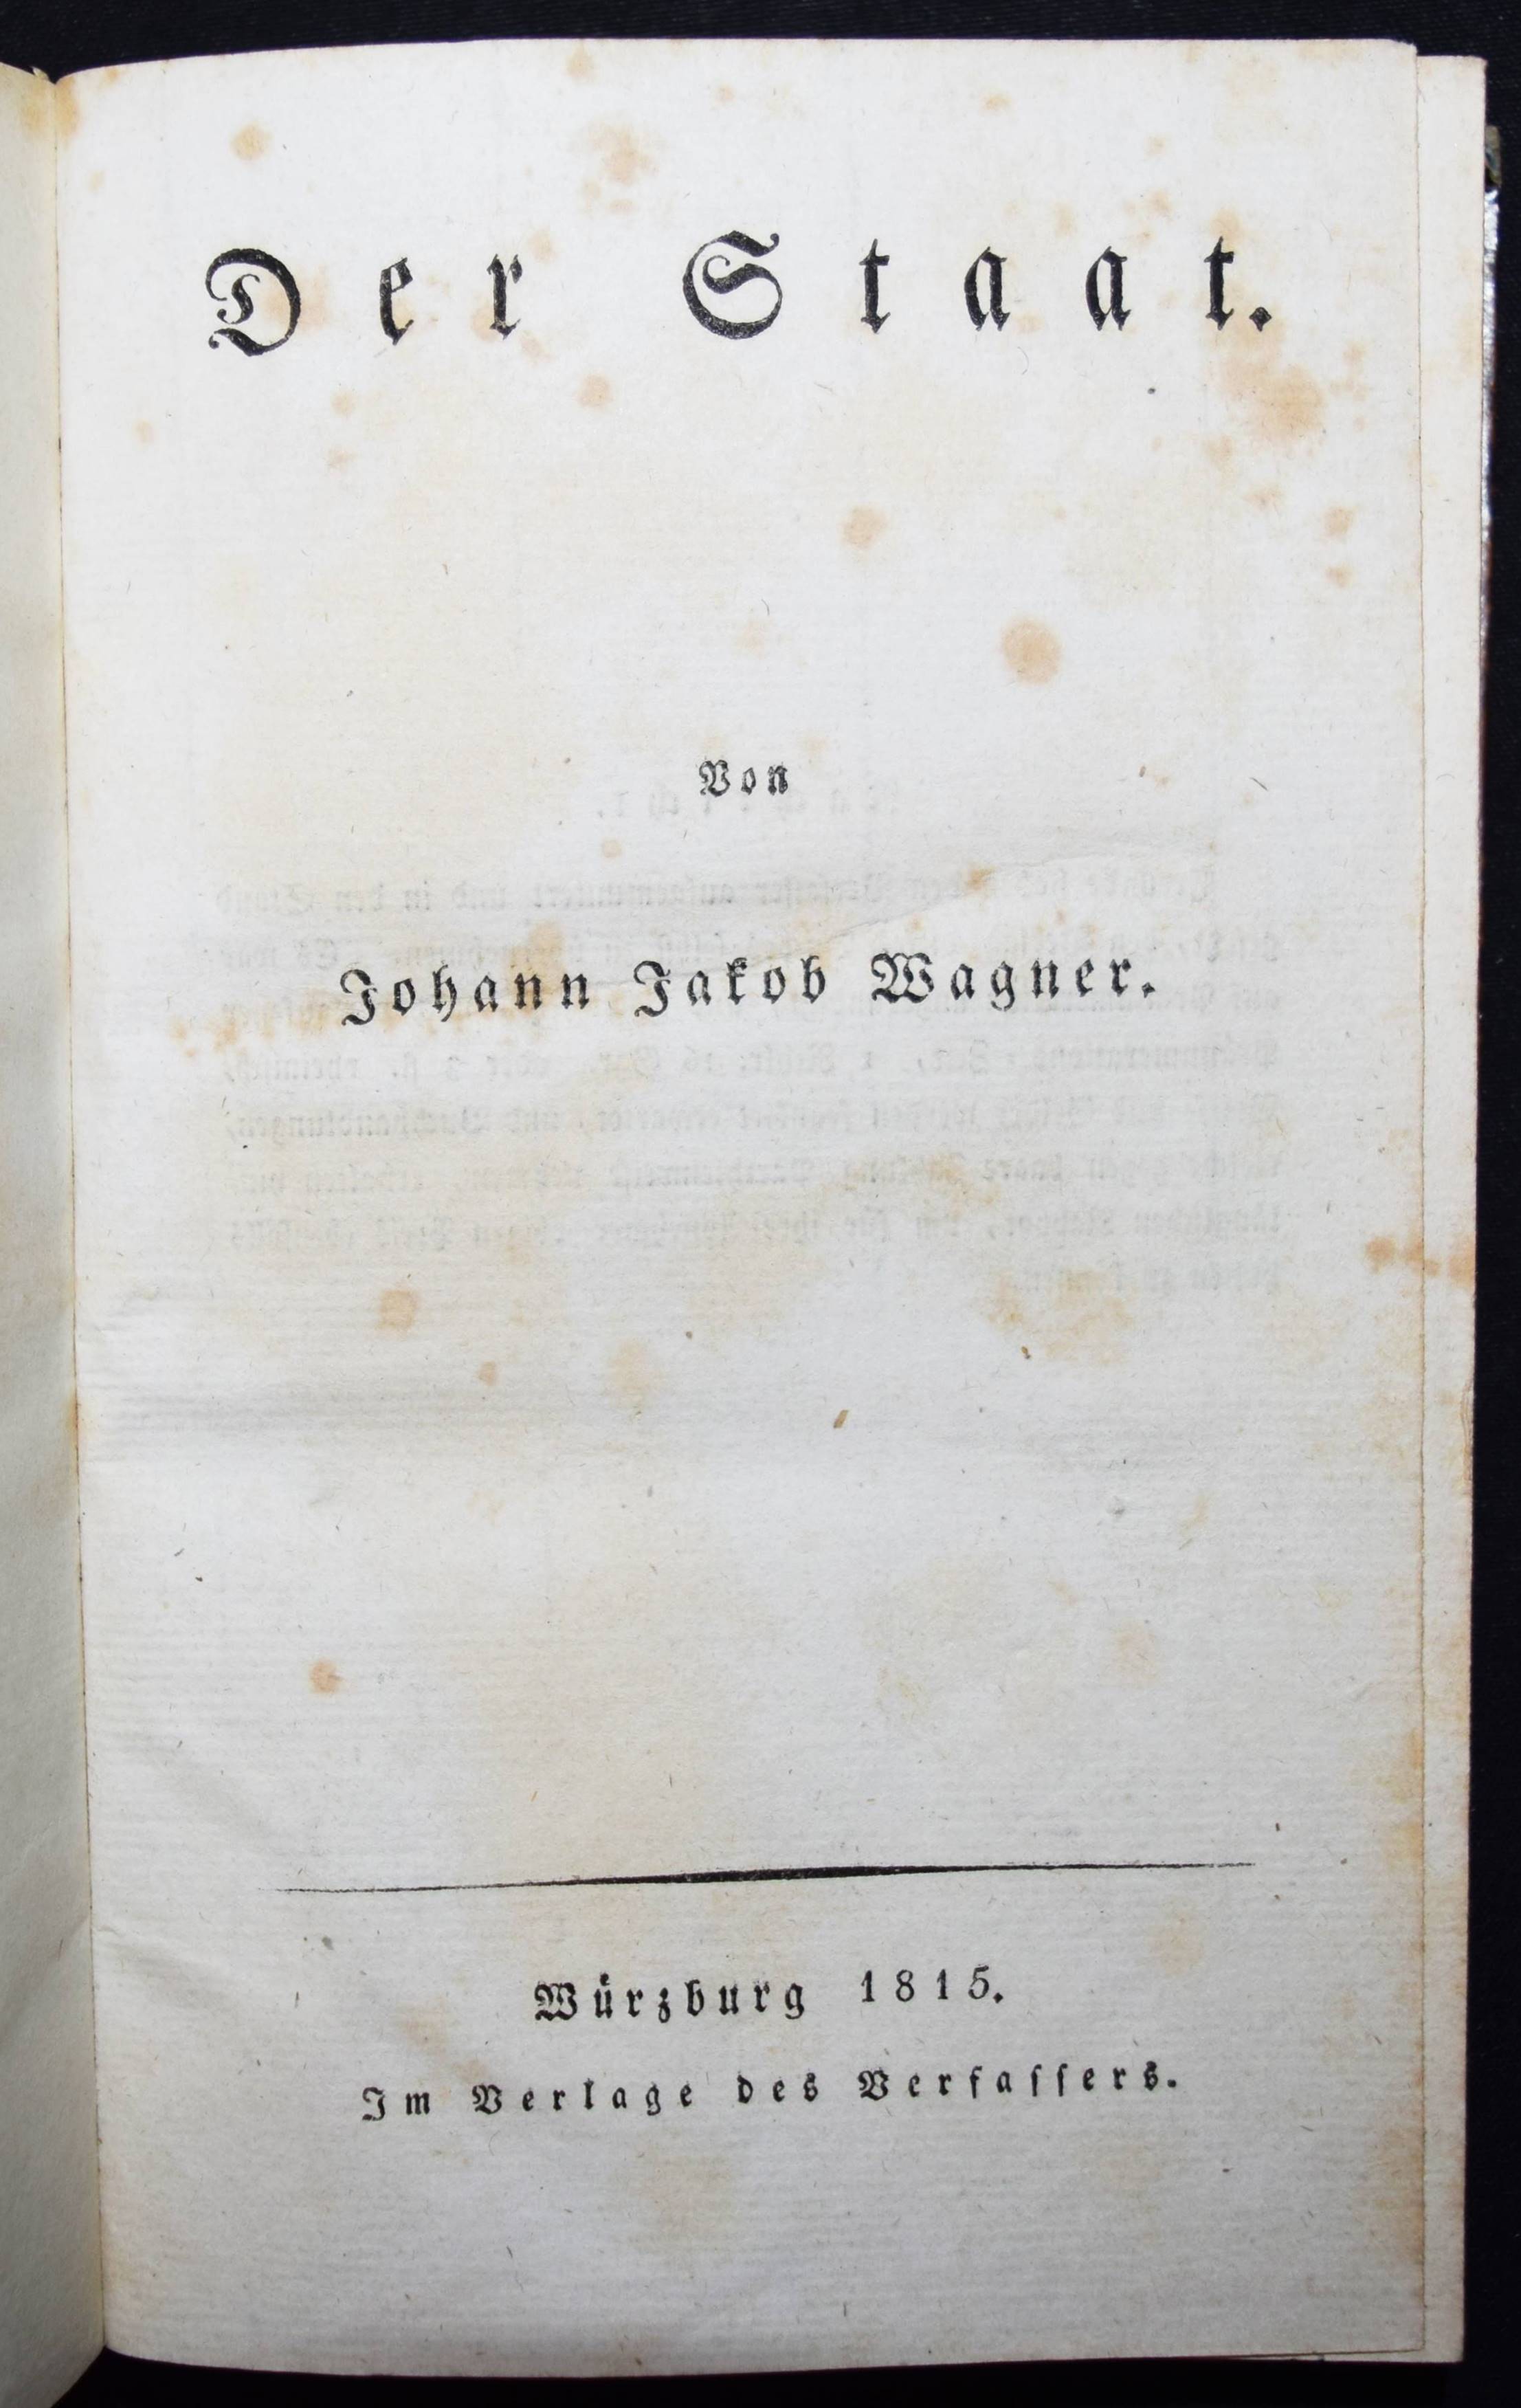 Der Staat.
Von
Johann Jakob Wagner.
Würzburg 1815.
Im Verlage des Verfassers.